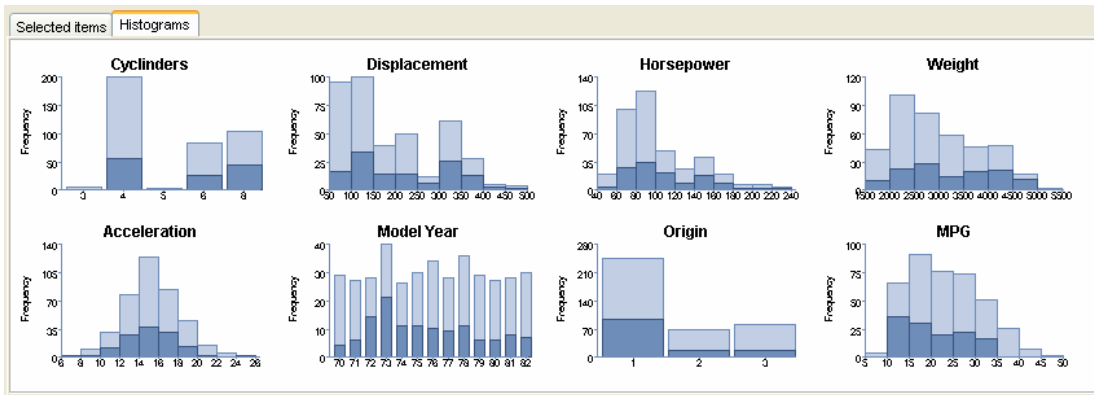 Selected items
Histograms
Cyclinders
Frequency
200
150
100
50
0
3 4 5 6 8
Displacement
Frequency
100
75
50
25
0
50 100 150 200 250 300 350 400 450 500
Horsepower
Frequency
140
105
70
35
0
40 60 80 100 120 140 160 180 200 220 240
Weight
Frequency
120
90
60
30
0
1500 2000 2500 3000 3500 4000 4500 5000 5500
Acceleration
Frequency
140
105
70
35
0
6 8 10 12 14 16 18 20 22 24 26
Model Year
Frequency
40
30
20
10
0
70 71 72 73 74 75 76 77 78 79 80 81 82
Origin
Frequency
280
210
140
70
0
1 2 3
MPG
Frequency
100
75
50
25
0
5 10 15 20 25 30 35 40 45 50